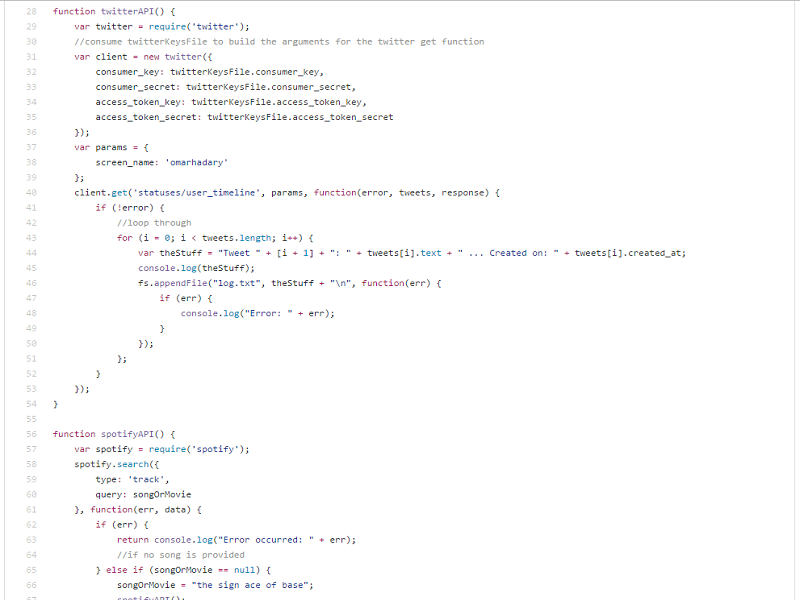 28 function twitterAPI() {
29 var twitter = require('twitter');
30 //consume twitterKeysFile to build the arguments for the twitter get function
31 var client = new twitter({
32 consumer_key: twitterKeysFile.consumer_key,
33 consumer_secret: twitterKeysFile.consumer_secret,
34 access_token_key: twitterKeysFile.access_token_key,
35 access_token_secret: twitterKeysFile.access_token_secret
36 });
37 var params = {
38 screen_name: 'omarhadary'
39 };
40 client.get('statuses/user_timeline', params, function(error, tweets, response) {
41 if (!error) {
42 //loop through
43 for (i = 0; i < tweets.length; i++) {
44 var theStuff = "Tweet " + [i + 1] + ": " + tweets[i].text + " ... Created on: " + tweets[i].created_at;
45 console.log(theStuff);
46 fs.appendFile("log.txt", theStuff + "\n", function(err) {
47 if (err) {
48 console.log("Error: " + err);
49 }
50 });
51 };
52 }
53 });
54 }
55
56 function spotifyAPI() {
57 var spotify = require('spotify');
58 spotify.search({
59 type: 'track',
60 query: songOrMovie
61 }, function(err, data) {
62 if (err) {
63 return console.log("Error occurred: " + err);
64 //if no song is provided
65 } else if (songOrMovie == null) {
66 songOrMovie = "the sign ace of base";
67 spotifyAPI();